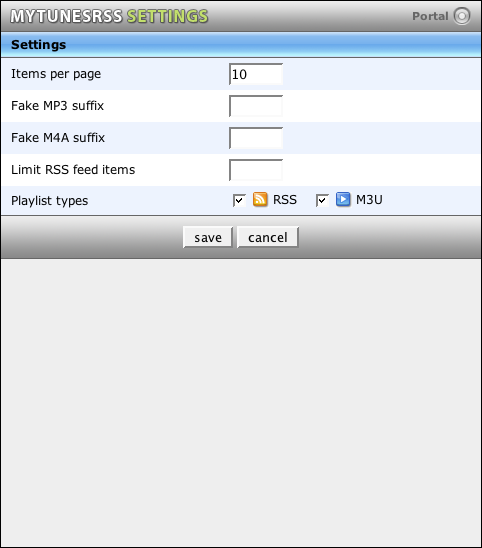 MYTUNESRSS SETTINGS Portal
Settings
Items per page 10
Fake MP3 suffix
Fake M4A suffix
Limit RSS feed items
Playlist types RSS M3U
save cancel